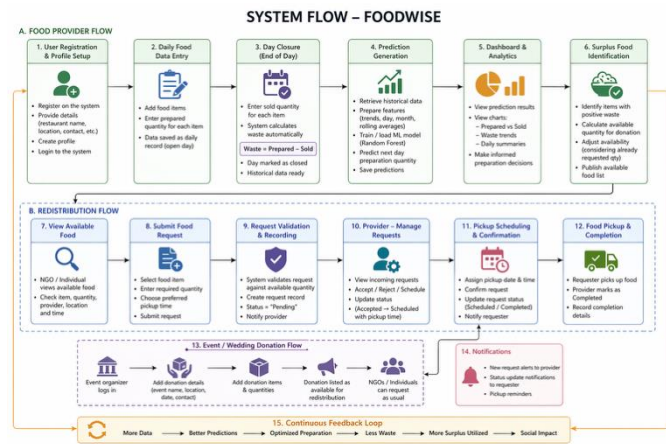 SYSTEM FLOW – FOODWISE
A. FOOD PROVIDER FLOW
1. User Registration
& Profile Setup
• Register on the system
• Provide details
(restaurant name,
location, contact, etc.)
• Create profile
• Login to the system
2. Daily Food
Data Entry
• Add food items
• Enter prepared
quantity for each item
• Data saved as daily
record (open day)
3. Day Closure
(End of Day)
• Enter sold quantity
for each item
• System calculates
waste automatically
Waste = Prepared – Sold
• Day marked as closed
• Historical data ready
4. Prediction
Generation
• Retrieve historical data
• Prepare features
(trends, day, month,
rolling averages)
• Train / load ML model
(Random Forest)
• Predict next day
preparation quantity
• Save predictions
5. Dashboard &
Analytics
• View prediction results
• View charts:
– Prepared vs Sold
– Waste trends
– Daily summaries
• Make informed
preparation decisions
6. Surplus Food
Identification
• Identify items with
positive waste
• Calculate available
quantity for donation
• Adjust availability
(considering already
requested qty)
• Publish available
food list
B. REDISTRIBUTION FLOW
7. View Available
Food
• NGO / Individual
views available food
• Check item, quantity,
provider, location
and time
8. Submit Food
Request
• Select food item
• Enter required quantity
• Choose preferred
pickup time
• Submit request
9. Request Validation
& Recording
• System validates request
against available quantity
• Create request record
• Status = "Pending"
• Notify provider
10. Provider – Manage
Requests
• View incoming requests
• Accept / Reject / Schedule
• Update status
(Accepted → Scheduled
with pickup time)
11. Pickup Scheduling
& Confirmation
• Assign pickup date & time
• Confirm request
• Update request status
(Scheduled / Completed)
• Notify requester
12. Food Pickup &
Completion
• Requester picks up food
• Provider marks as
Completed
• Record completion
details
13. Event / Wedding Donation Flow
Event organizer
logs in
Add donation details
(event name, location,
date, contact)
Add donation items
& quantities
Donation listed as
available for
redistribution
NGOs / Individuals
can request
as usual
14. Notifications
• New request alerts to provider
• Status update notifications
to requester
• Pickup reminders
15. Continuous Feedback Loop
More Data → Better Predictions → Optimized Preparation → Less Waste → More Surplus Utilized → Social Impact